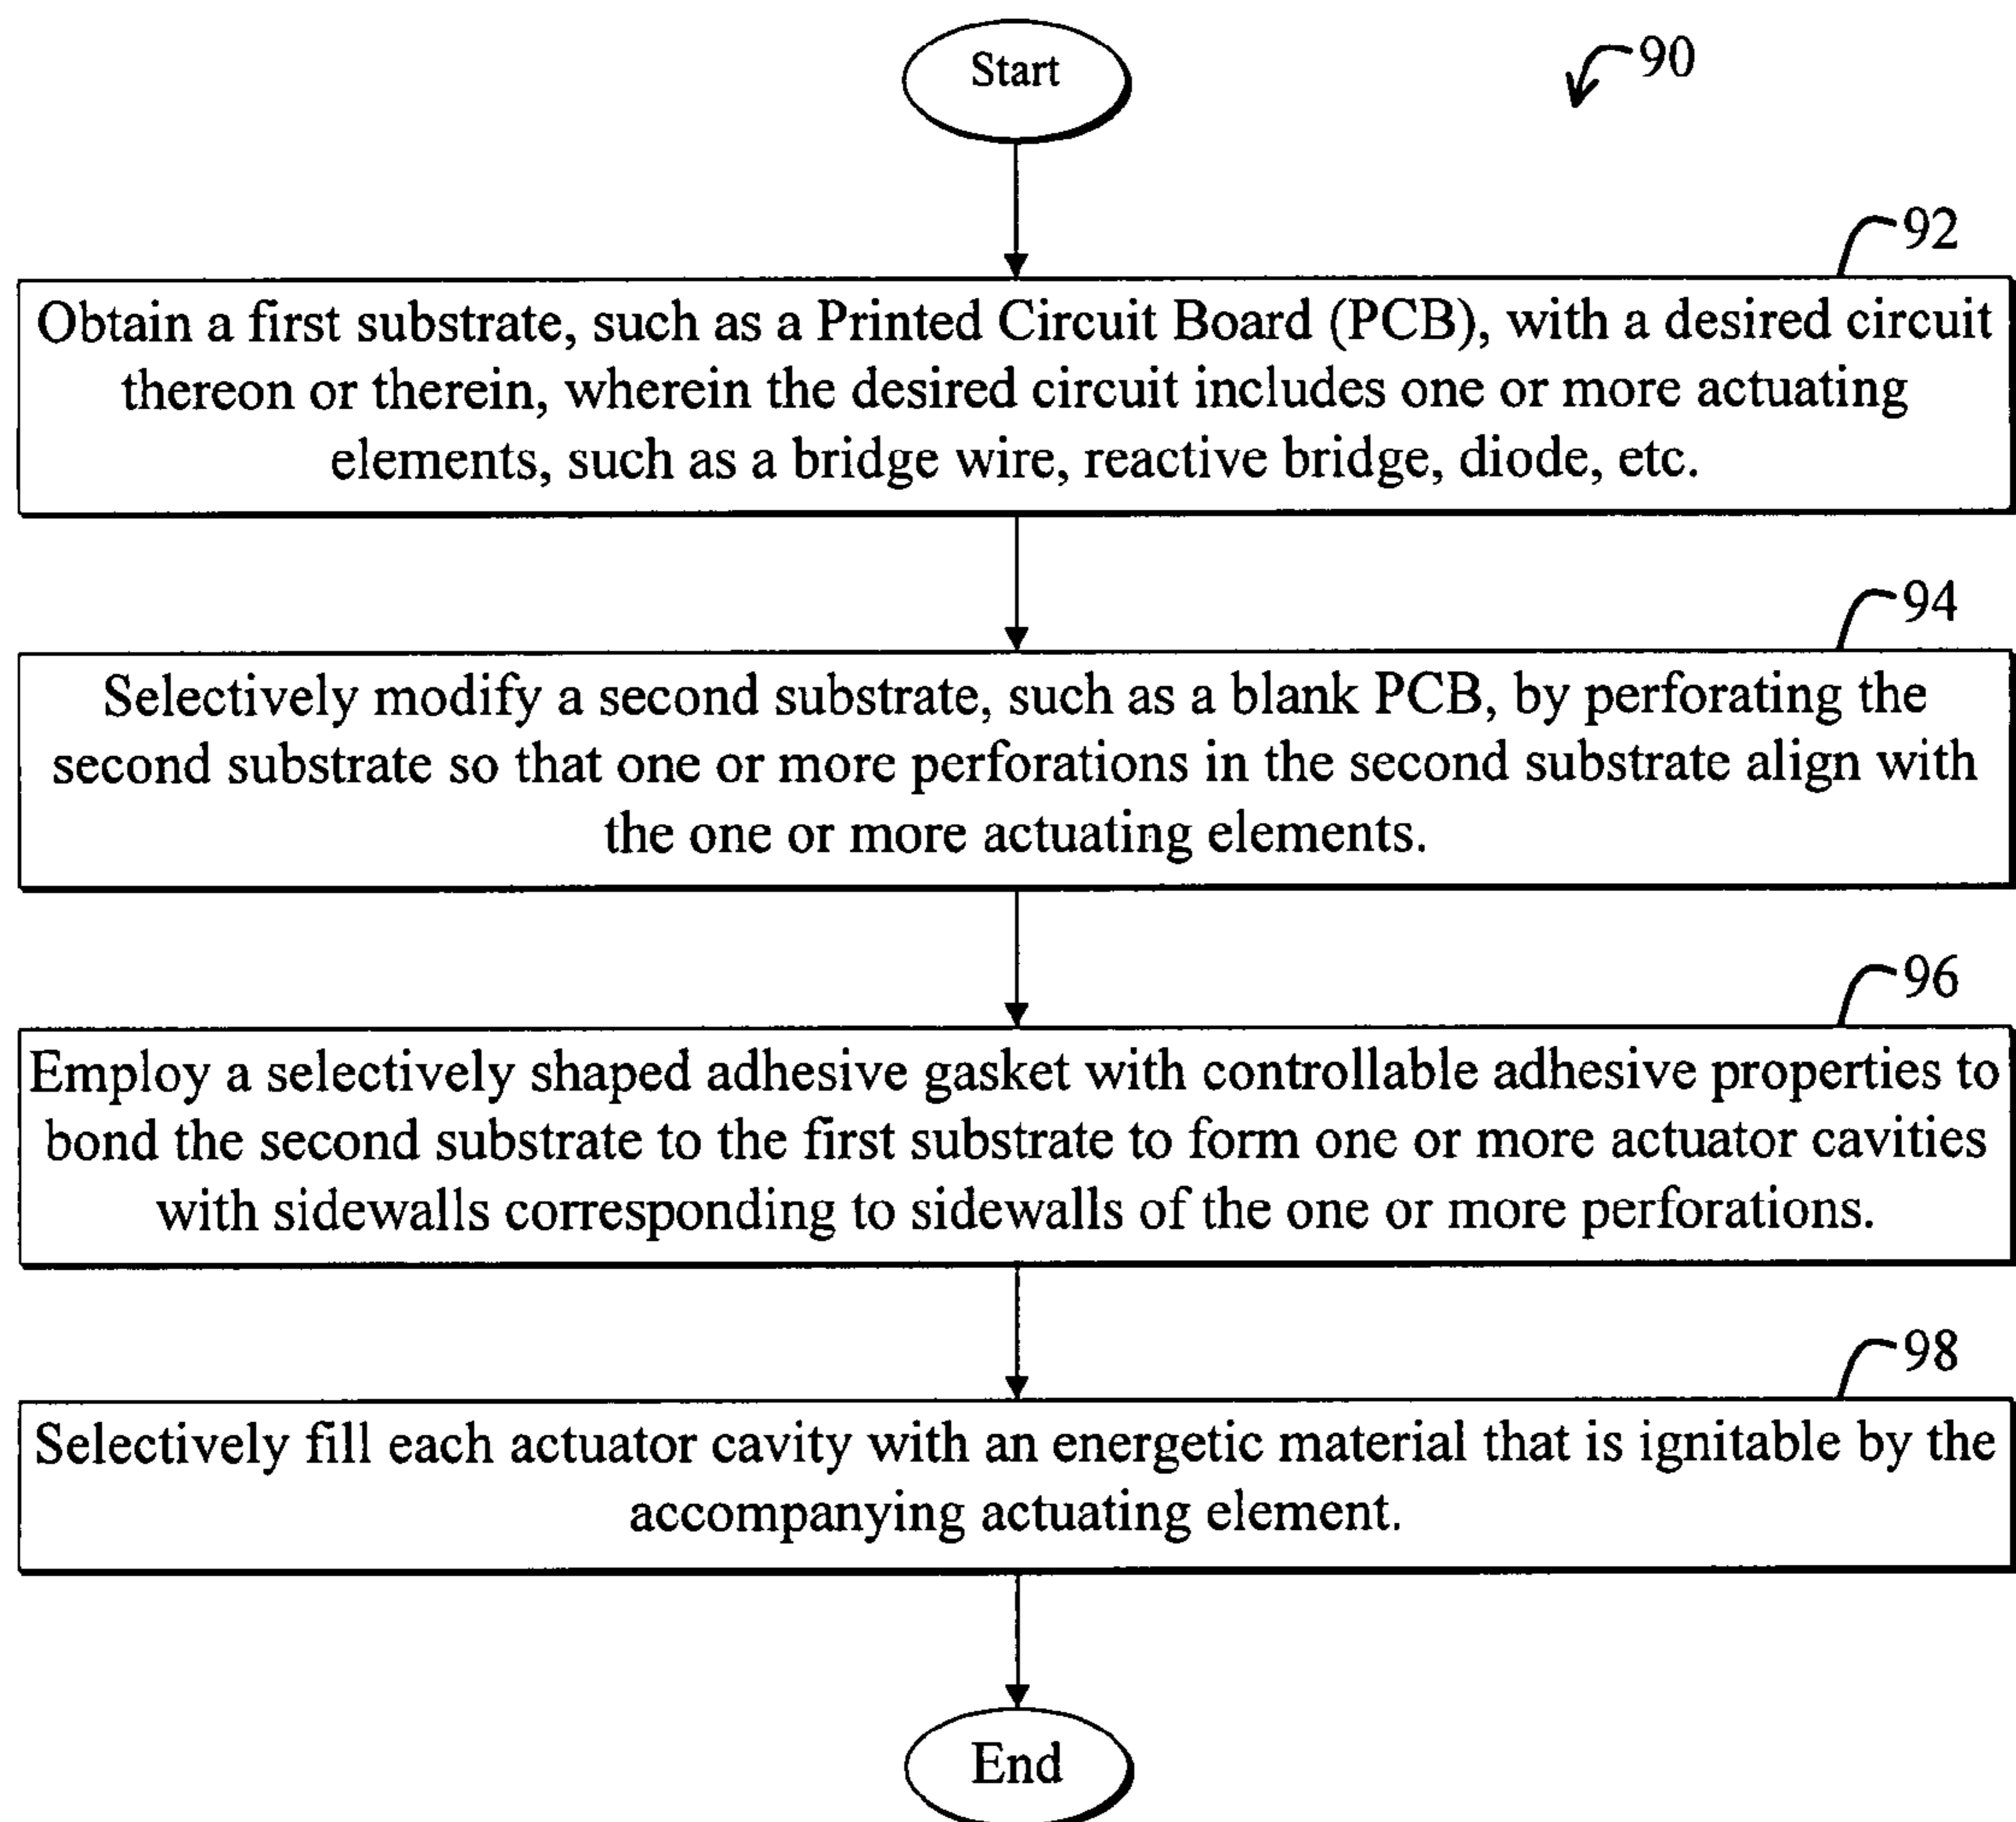 Start
90
92
Obtain a first substrate, such as a Printed Circuit Board (PCB), with a desired circuit
thereon or therein, wherein the desired circuit includes one or more actuating
elements, such as a bridge wire, reactive bridge, diode, etc.
94
Selectively modify a second substrate, such as a blank PCB, by perforating the
second substrate so that one or more perforations in the second substrate align with
the one or more actuating elements.
96
Employ a selectively shaped adhesive gasket with controllable adhesive properties to
bond the second substrate to the first substrate to form one or more actuator cavities
with sidewalls corresponding to sidewalls of the one or more perforations.
98
Selectively fill each actuator cavity with an energetic material that is ignitable by the
accompanying actuating element.
End